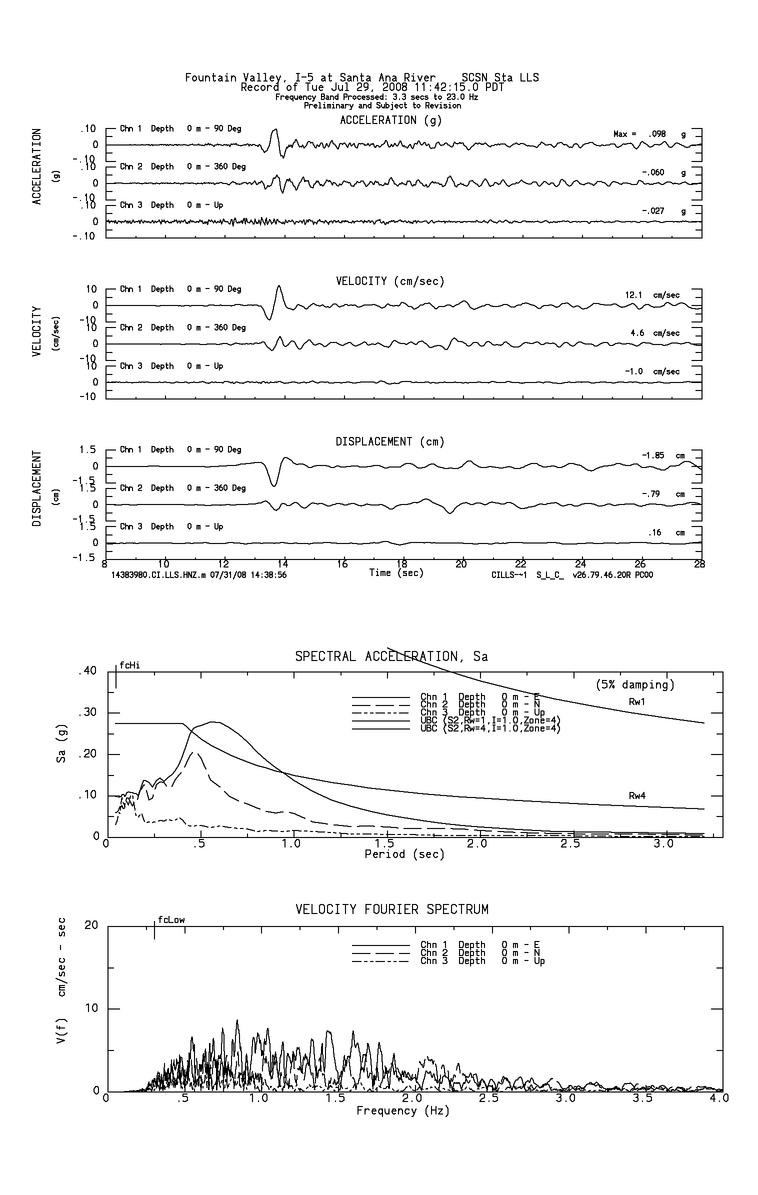 Fountain Valley, I-5 at Santa Ana River    SCSN Sta LLS
Record of Tue Jul 29, 2008 11:42:15.0 PDT
Frequency Band Processed: 3.3 secs to 23.0 Hz
Preliminary and Subject to Revision
ACCELERATION (g)
ACCELERATION
(g)
.10 Chn 1 Depth 0 m - 90 Deg Max = .098 g
0
-.10
Chn 2 Depth 0 m - 360 Deg -.060 g
0
-.10
.10 Chn 3 Depth 0 m - Up -.027 g
0
-.10
VELOCITY (cm/sec)
VELOCITY
(cm/sec)
10 Chn 1 Depth 0 m - 90 Deg 12.1 cm/sec
0
-10
10 Chn 2 Depth 0 m - 360 Deg 4.6 cm/sec
0
-10
10 Chn 3 Depth 0 m - Up -1.0 cm/sec
0
-10
DISPLACEMENT (cm)
DISPLACEMENT
(cm)
1.5 Chn 1 Depth 0 m - 90 Deg -1.85 cm
0
-1.5
1.5 Chn 2 Depth 0 m - 360 Deg -.79 cm
0
-1.5
1.5 Chn 3 Depth 0 m - Up .16 cm
0
-1.5
8 10 12 14 16 18 20 22 24 26 28
Time (sec)
14383980.CI.LLS.HNZ.m 07/31/08 14:38:56 CILLS--1 S_L_C_ v26.79.46.20R PC00
SPECTRAL ACCELERATION, Sa
fcHi
(5% damping)
Sa (g)
.40
.30
.20
.10
0
Chn 1 Depth 0 m - E
Chn 2 Depth 0 m - N
Chn 3 Depth 0 m - Up
UBC (S2,Rw=1,I=1.0,Zone=4)
UBC (S2,Rw=4,I=1.0,Zone=4)
Rw1
Rw4
0 .5 1.0 1.5 2.0 2.5 3.0
Period (sec)
VELOCITY FOURIER SPECTRUM
fcLow
V(f) cm/sec - sec
20
10
0
Chn 1 Depth 0 m - E
Chn 2 Depth 0 m - N
Chn 3 Depth 0 m - Up
0 .5 1.0 1.5 2.0 2.5 3.0 3.5 4.0
Frequency (Hz)